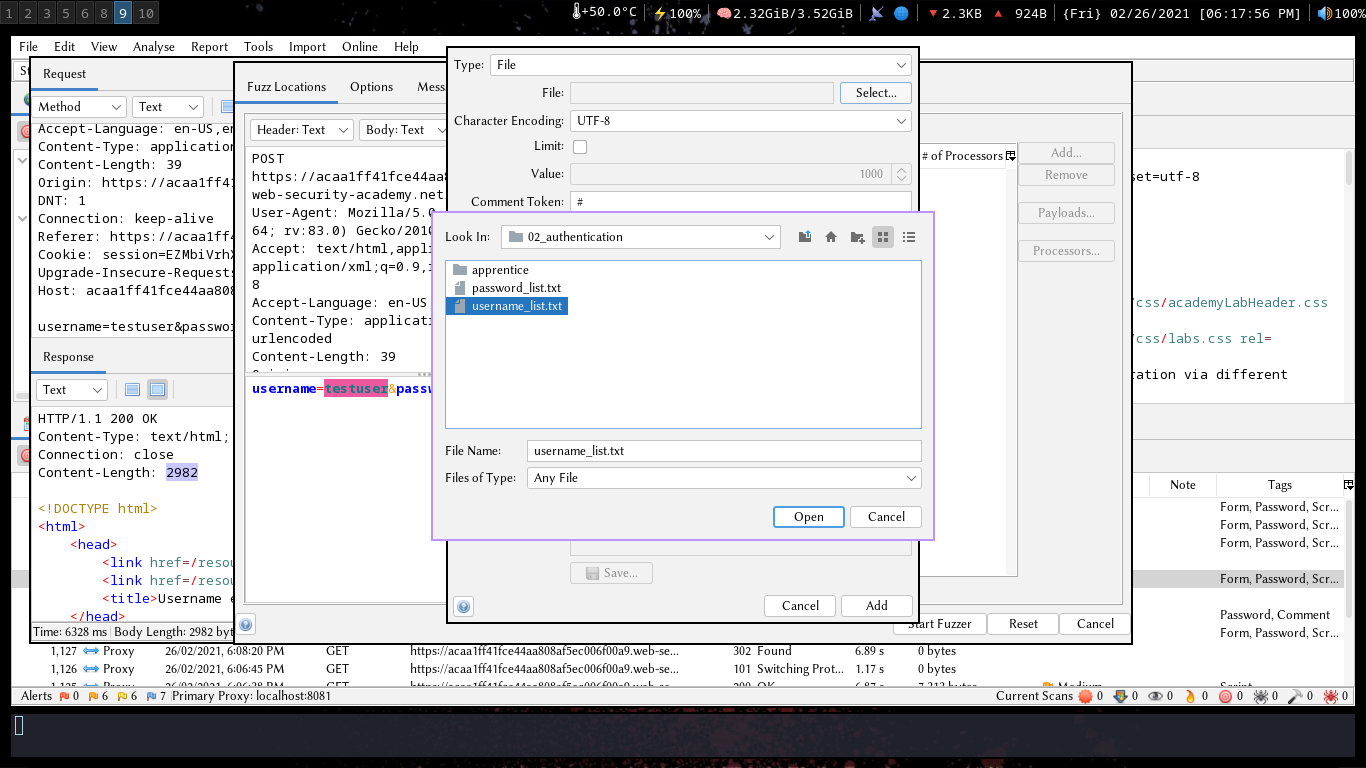 1 2 3 5 6 8 9 10
+50.0°C 100% 2.32GiB/3.52GiB 2.3KB 924B {Fri} 02/26/2021 [06:17:56 PM] 100%
File Edit View Analyse Report Tools Import Online Help
Request
Method Text
Accept-Language: en-US,en
Content-Type: application
Content-Length: 39
Origin: https://acaa1ff41
DNT: 1
Connection: keep-alive
Referer: https://acaa1ff4
Cookie: session=EZMbiVrhX
Upgrade-Insecure-Requests
Host: acaa1ff41fce44aa808
username=testuser&passwor
Response
Text
HTTP/1.1 200 OK
Content-Type: text/html;
Connection: close
Content-Length: 2982
<!DOCTYPE html>
<html>
<head>
<link href=/resou
<link href=/resou
<title>Username e
</head>
Time: 6328 ms Body Length: 2982 byt
Fuzz Locations Options Mess
Header: Text Body: Text
POST
https://acaa1ff41fce44aa8
web-security-academy.net
User-Agent: Mozilla/5.0
64; rv:83.0) Gecko/2010
Accept: text/html,appli
application/xml;q=0.9,i
8
Accept-Language: en-US
Content-Type: applicati
urlencoded
Content-Length: 39
username=testuser&passw
# of Processors
Add...
Remove
Payloads...
Processors...
Start Fuzzer Reset Cancel
Type: File
File: Select...
Character Encoding: UTF-8
Limit:
Value: 1000
Comment Token: #
Save...
Cancel Add
Look In: 02_authentication
apprentice
password_list.txt
username_list.txt
File Name: username_list.txt
Files of Type: Any File
Open Cancel
set=utf-8
/css/academyLabHeader.css
/css/labs.css rel=
ration via different
Note Tags
Form, Password, Scr...
Form, Password, Scr...
Form, Password, Scr...
Form, Password, Scr...
Password, Comment
Form, Password, Scr...
1,127 Proxy 26/02/2021, 6:08:20 PM GET https://acaa1ff41fce44aa808af5ec006f00a9.web-se... 302 Found 6.89 s 0 bytes
1,126 Proxy 26/02/2021, 6:06:45 PM GET https://acaa1ff41fce44aa808af5ec006f00a9.web-se... 101 Switching Prot... 1.17 s 0 bytes
Alerts 0 6 6 7 Primary Proxy: localhost:8081 Current Scans 0 0 0 0 0 0 0 0